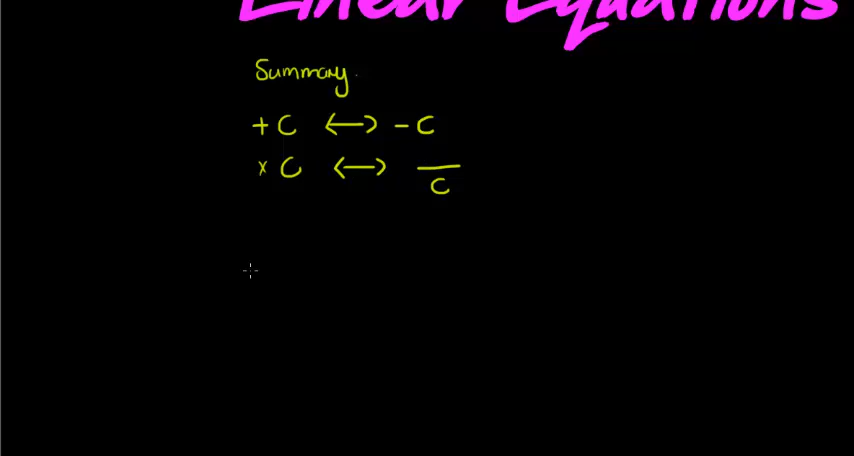 Linear Equations
Summary.
+ C ⟷ - C
× C ⟷ —
C